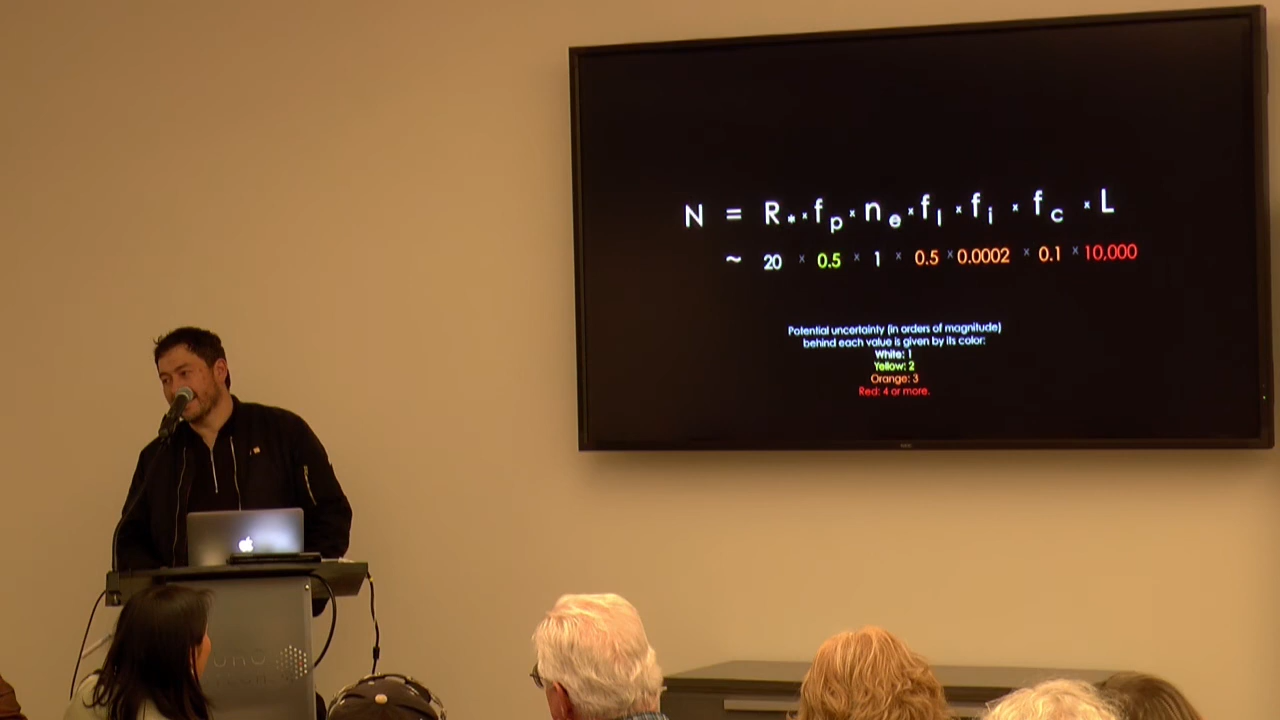 N = R* × fp × ne × fl × fi × fc × L
~ 20 × 0.5 × 1 × 0.5 × 0.0002 × 0.1 × 10,000
Potential uncertainty (in orders of magnitude)
behind each value is given by its color:
White: 1
Yellow: 2
Orange: 3
Red: 4 or more.